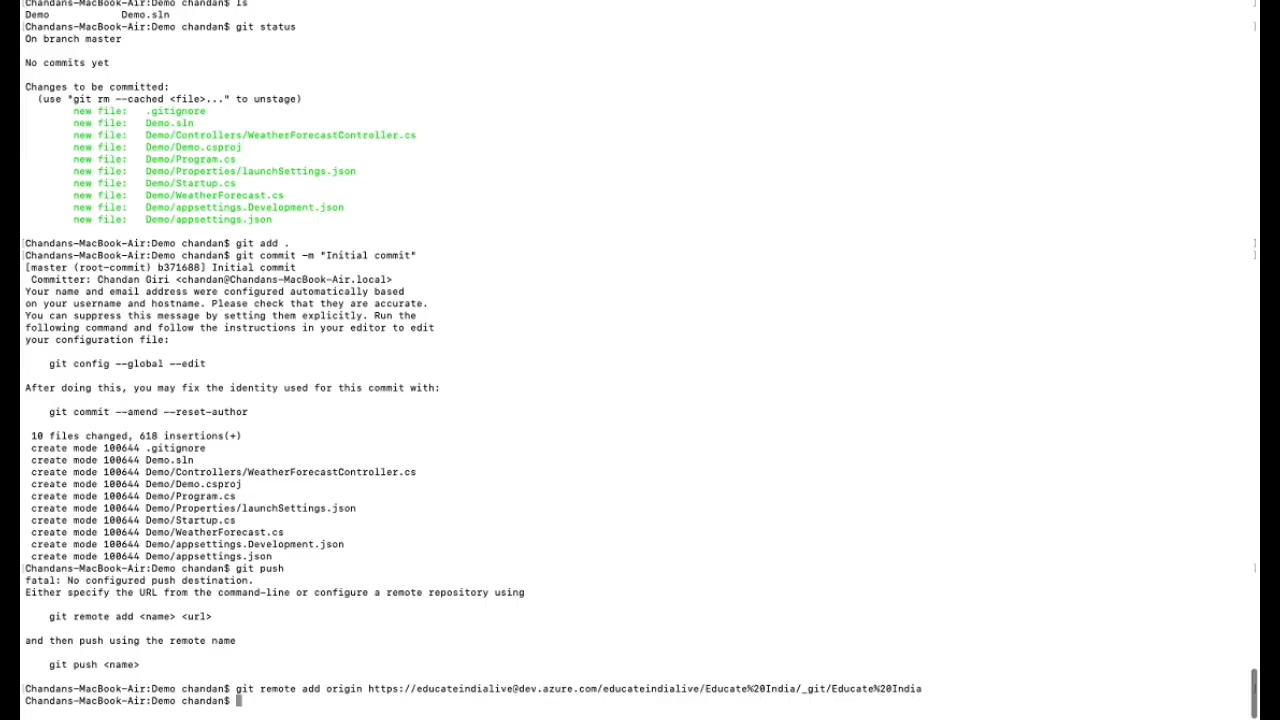 Chandans-MacBook-Air:Demo chandan$ ls
Demo Demo.sln
Chandans-MacBook-Air:Demo chandan$ git status
On branch master
No commits yet
Changes to be committed:
(use "git rm --cached <file>..." to unstage)
new file: .gitignore
new file: Demo.sln
new file: Demo/Controllers/WeatherForecastController.cs
new file: Demo/Demo.csproj
new file: Demo/Program.cs
new file: Demo/Properties/launchSettings.json
new file: Demo/Startup.cs
new file: Demo/WeatherForecast.cs
new file: Demo/appsettings.Development.json
new file: Demo/appsettings.json
Chandans-MacBook-Air:Demo chandan$ git add .
Chandans-MacBook-Air:Demo chandan$ git commit -m "Initial commit"
[master (root-commit) b371688] Initial commit
Committer: Chandan Giri <chandan@Chandans-MacBook-Air.local>
Your name and email address were configured automatically based
on your username and hostname. Please check that they are accurate.
You can suppress this message by setting them explicitly. Run the
following command and follow the instructions in your editor to edit
your configuration file:
git config --global --edit
After doing this, you may fix the identity used for this commit with:
git commit --amend --reset-author
10 files changed, 618 insertions(+)
create mode 100644 .gitignore
create mode 100644 Demo.sln
create mode 100644 Demo/Controllers/WeatherForecastController.cs
create mode 100644 Demo/Demo.csproj
create mode 100644 Demo/Program.cs
create mode 100644 Demo/Properties/launchSettings.json
create mode 100644 Demo/Startup.cs
create mode 100644 Demo/WeatherForecast.cs
create mode 100644 Demo/appsettings.Development.json
create mode 100644 Demo/appsettings.json
Chandans-MacBook-Air:Demo chandan$ git push
fatal: No configured push destination.
Either specify the URL from the command-line or configure a remote repository using
git remote add <name> <url>
and then push using the remote name
git push <name>
Chandans-MacBook-Air:Demo chandan$ git remote add origin https://educateindialive@dev.azure.com/educateindialive/Educate%20India/_git/Educate%20India
Chandans-MacBook-Air:Demo chandan$